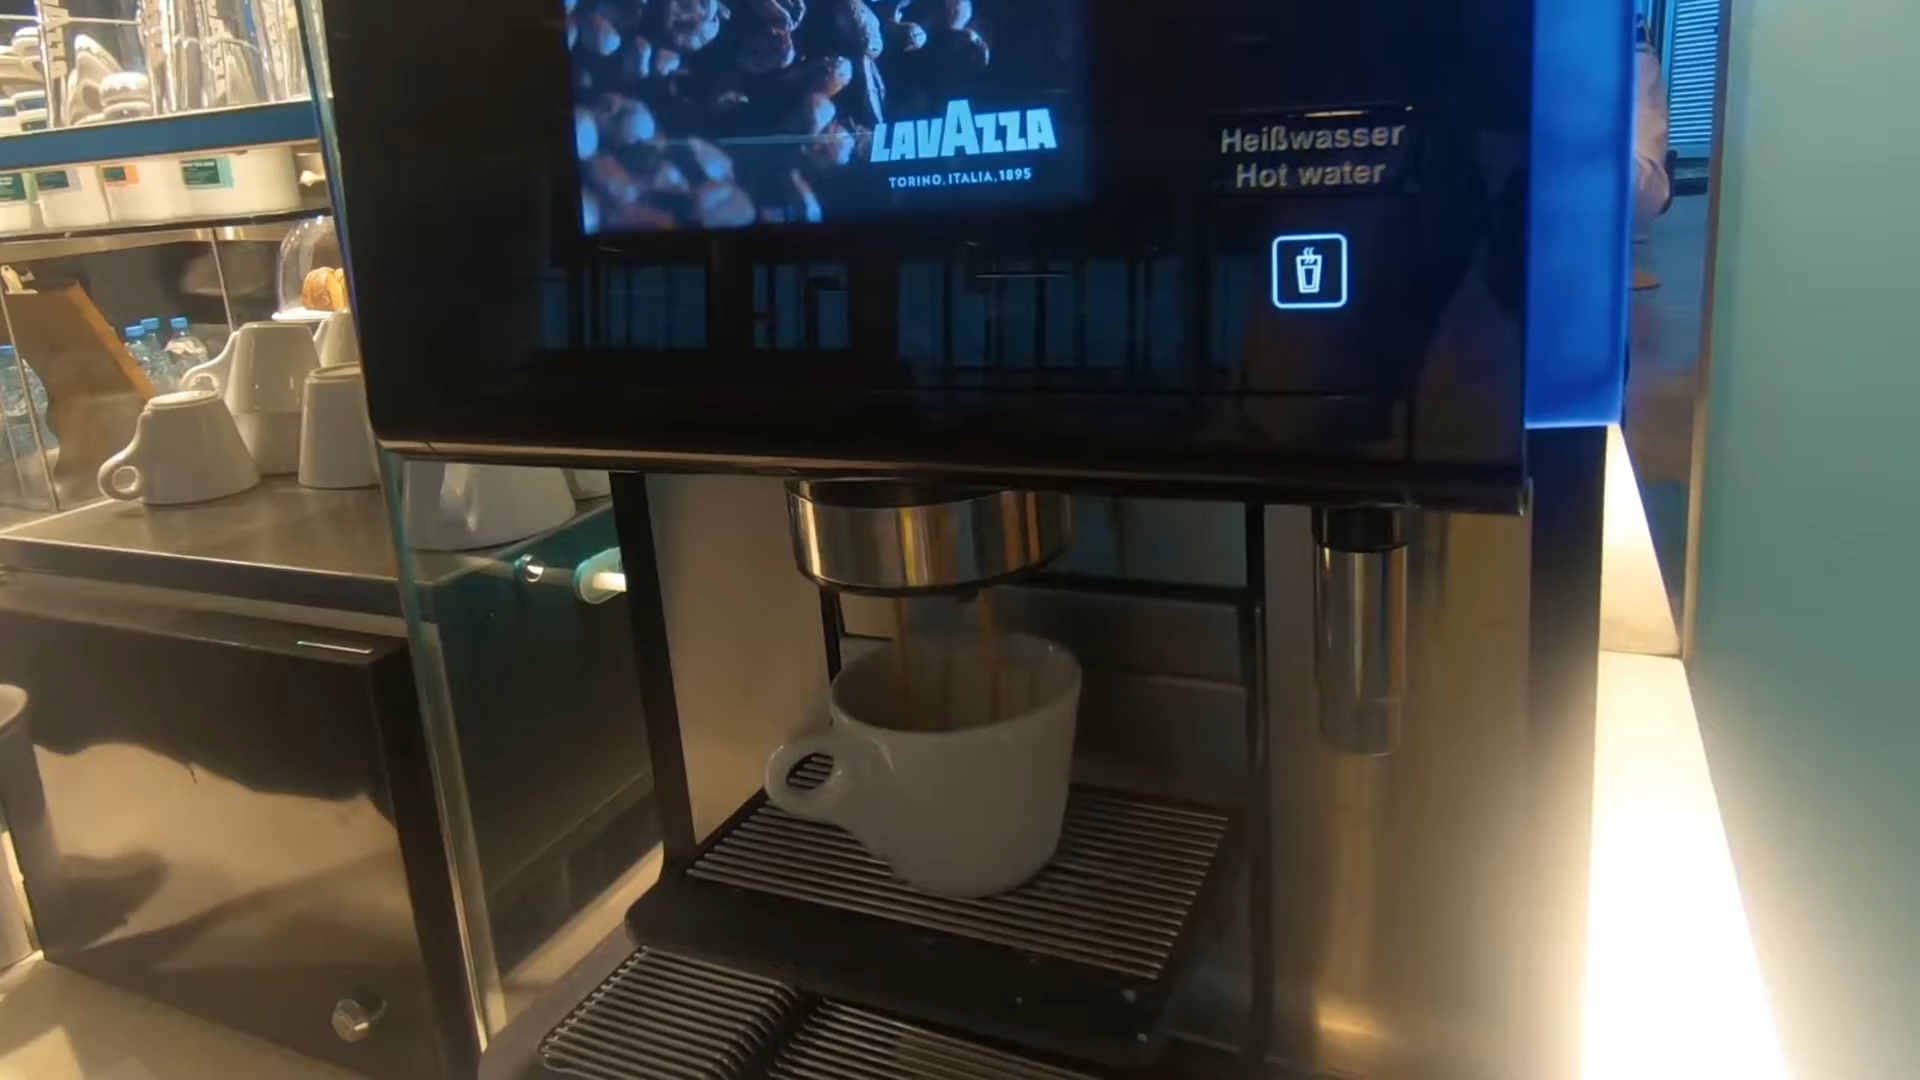 LAVAZZA
TORINO, ITALIA, 1895
Heißwasser
Hot water